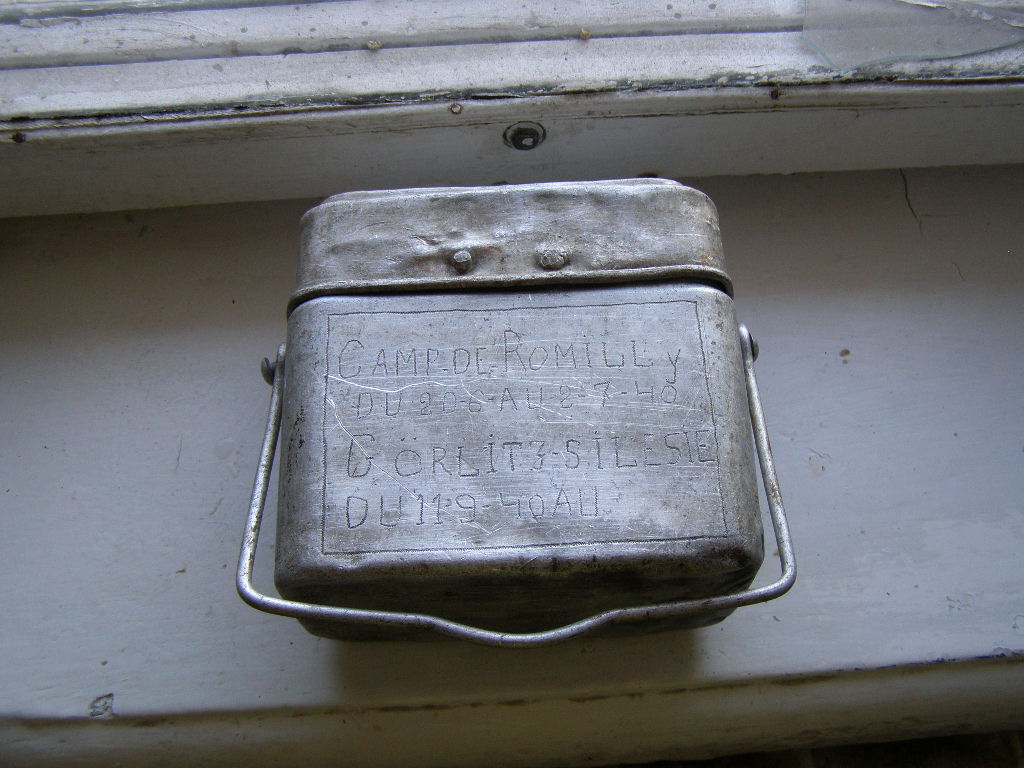 CAMP-DE ROMILLY
DU 20-6-AU 2-7-40
GÖRLITZ-SILESIE
DU 11-9-40 AU